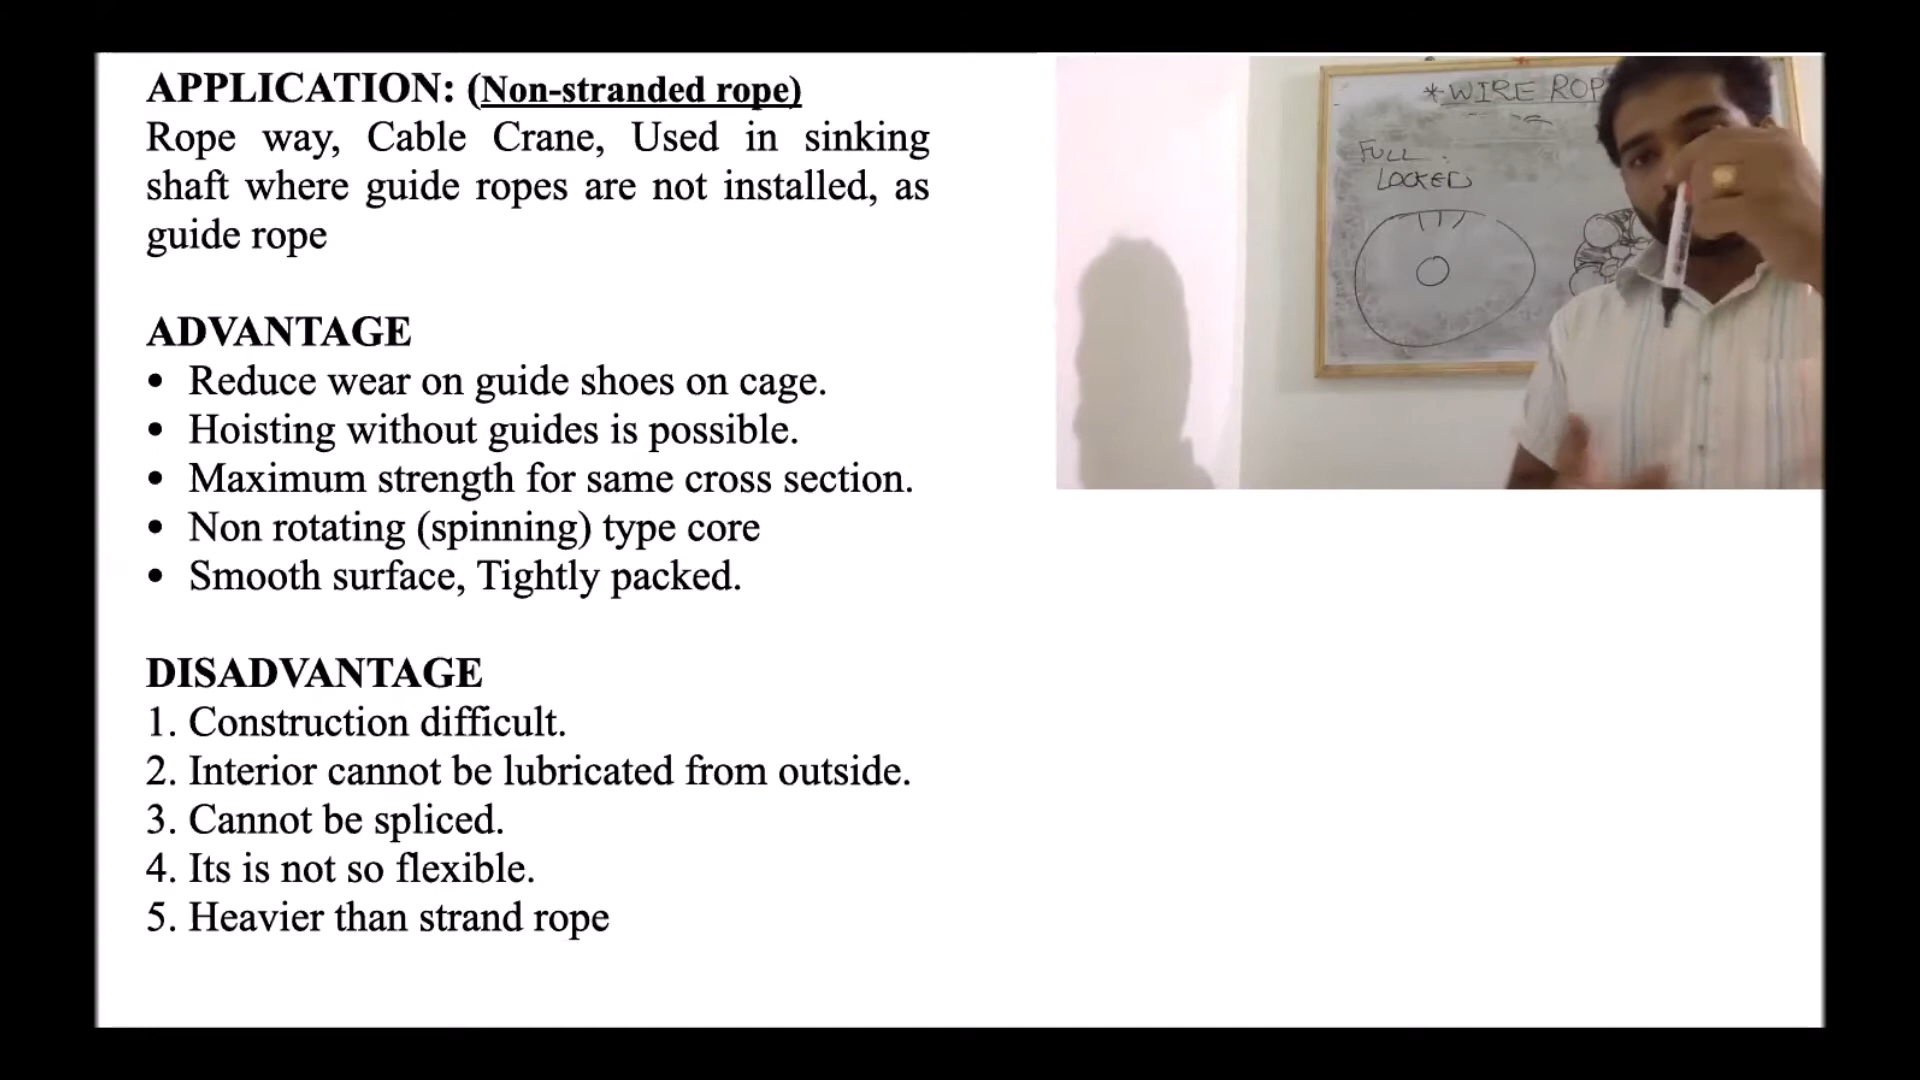 APPLICATION: (Non-stranded rope)
Rope way, Cable Crane, Used in sinking
shaft where guide ropes are not installed, as
guide rope
ADVANTAGE
• Reduce wear on guide shoes on cage.
• Hoisting without guides is possible.
• Maximum strength for same cross section.
• Non rotating (spinning) type core
• Smooth surface, Tightly packed.
DISADVANTAGE
1. Construction difficult.
2. Interior cannot be lubricated from outside.
3. Cannot be spliced.
4. Its is not so flexible.
5. Heavier than strand rope
* WIRE ROP
FULL
LOCKED